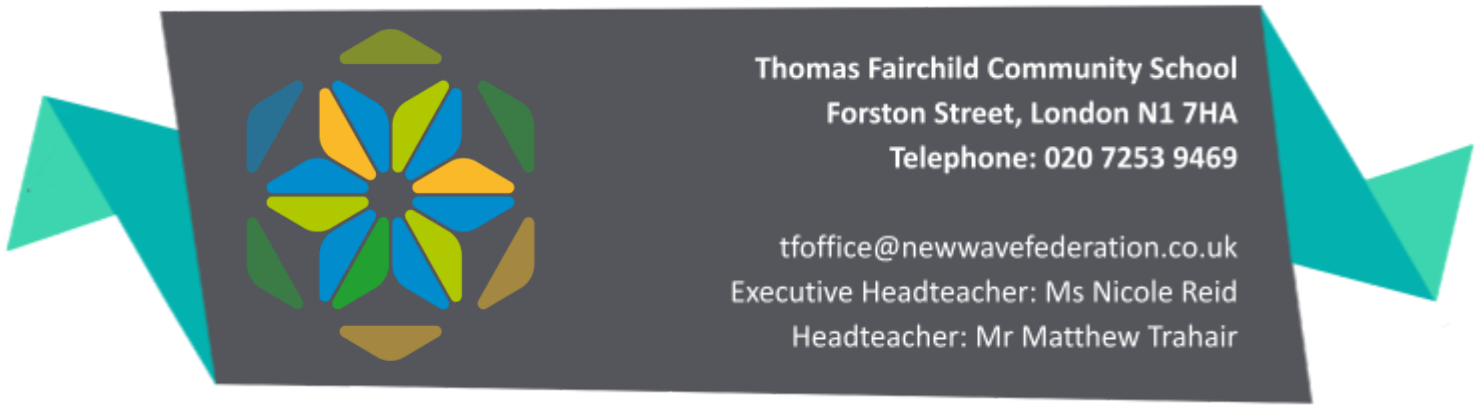 Thomas Fairchild Community School
Forston Street, London N1 7HA
Telephone: 020 7253 9469
tfoffice@newwavefederation.co.uk
Executive Headteacher: Ms Nicole Reid
Headteacher: Mr Matthew Trahair